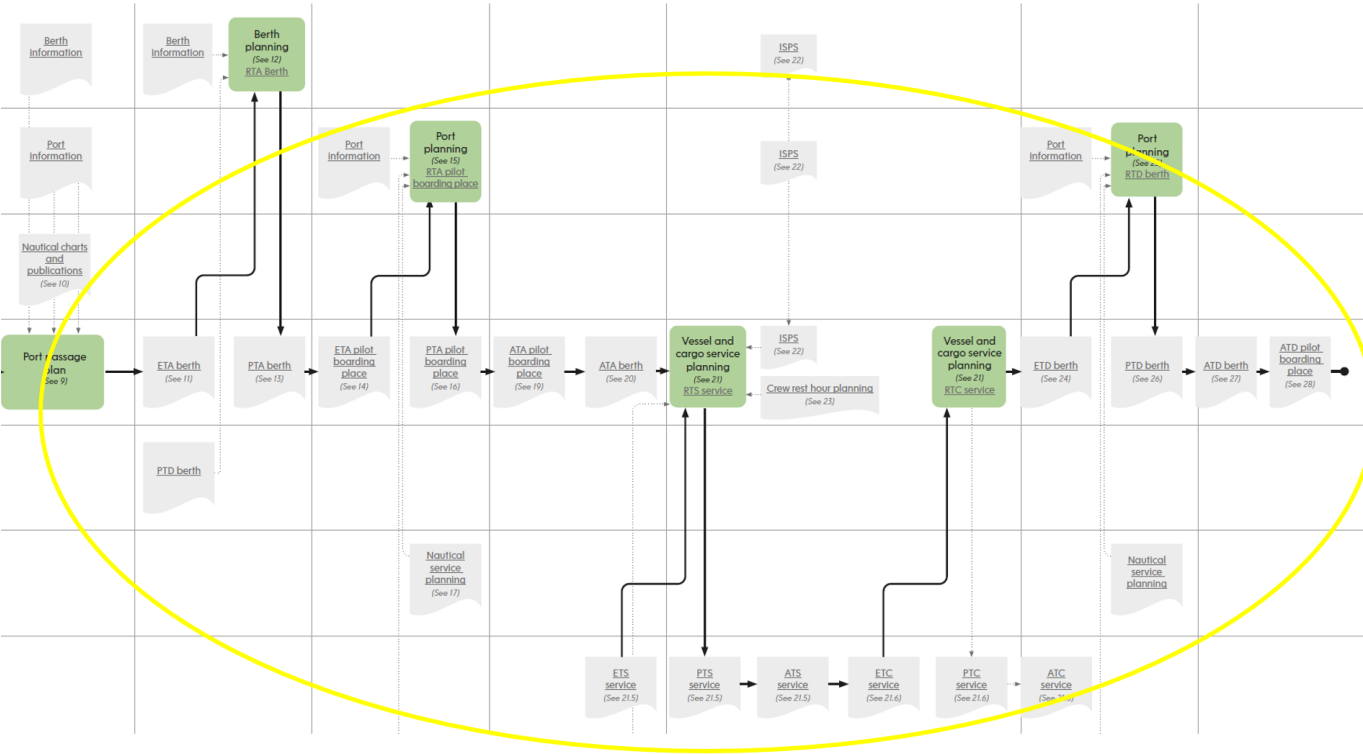 Berth
Information
Berth
Information
Berth
planning
(See 12)
RTA Berth
ISPS
(See 22)
Port
Information
Port
Information
Port
planning
(See 15)
RTA pilot
boarding place
ISPS
(See 22)
Port
Information
Port
planning
(See
RTD berth
Nautical charts
and
publications
(See 10)
Port passage
plan
(See 9)
ETA berth
(See 11)
PTA berth
(See 13)
ETA pilot
boarding
place
(See 14)
PTA pilot
boarding
place
(See 16)
ATA pilot
boarding
place
(See 19)
ATA berth
(See 20)
Vessel and
cargo service
planning
(See 21)
RTS service
ISPS
(See 22)
Crew rest hour planning
(See 23)
Vessel and
cargo service
planning
(See 21)
RTC service
ETD berth
(See 24)
PTD berth
(See 26)
ATD berth
(See 27)
ATD pilot
boarding
place
(See 28)
PTD berth
Nautical
service
planning
(See 17)
Nautical
service
planning
ETS
service
(See 21.5)
PTS
service
(See 21.5)
ATS
service
(See 21.5)
ETC
service
(See 21.6)
PTC
service
(See 21.6)
ATC
service
(See